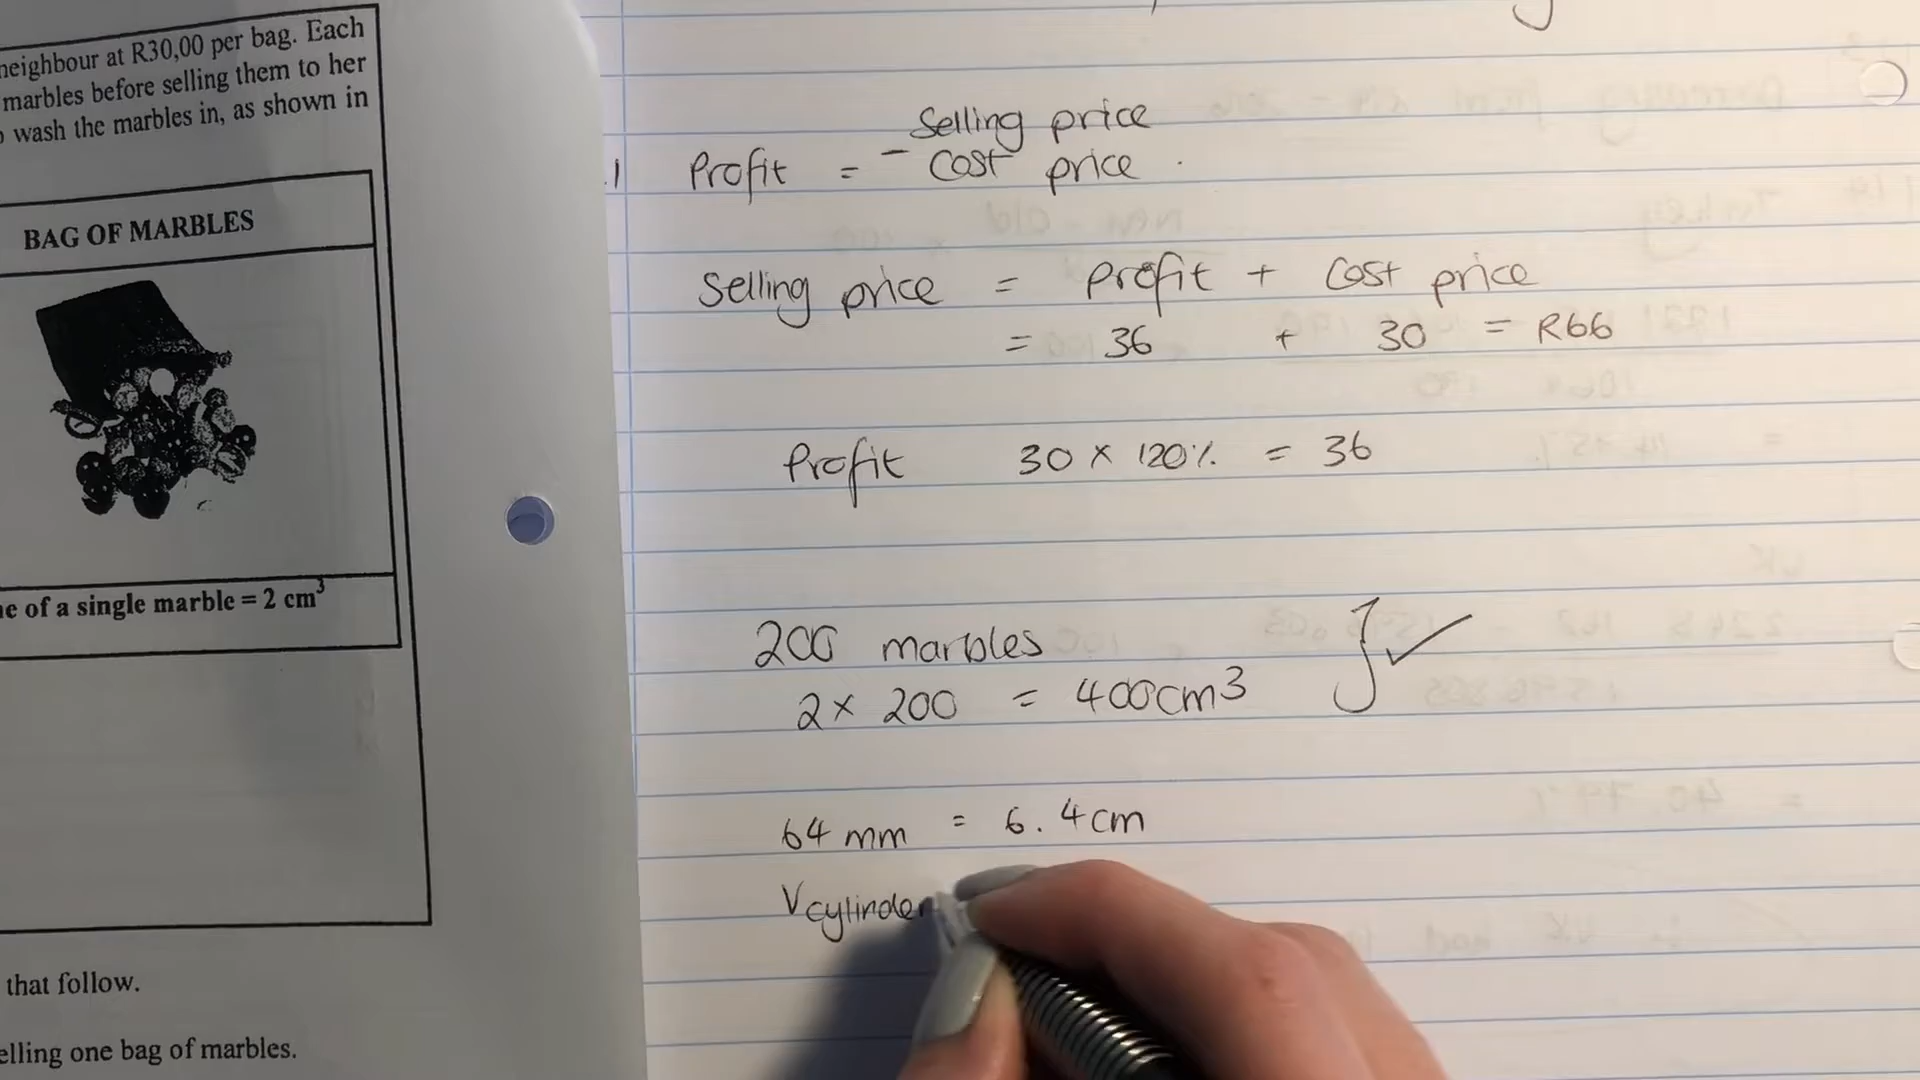 neighbour at R30,00 per bag. Each
marbles before selling them to her
wash the marbles in, as shown in
BAG OF MARBLES
of a single marble = 2 cm³
that follow.
elling one bag of marbles.
.1 Profit = Selling price
- Cost price .
Selling price = profit + cost price
= 36 + 30 = R66
Profit 30 x 120% = 36
200 marbles
2 x 200 = 400cm3
64 mm = 6.4cm
Vcylinder